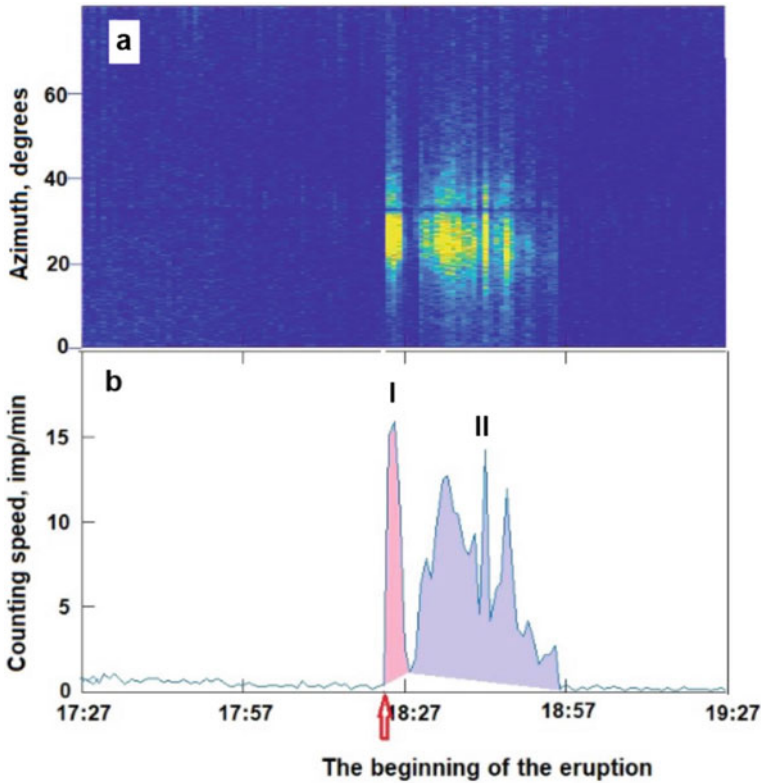 a
60
40
20
0
Azimuth, degrees
b
I
II
15
10
5
0
Counting speed, imp/min
17:27 17:57 18:27 18:57 19:27
The beginning of the eruption